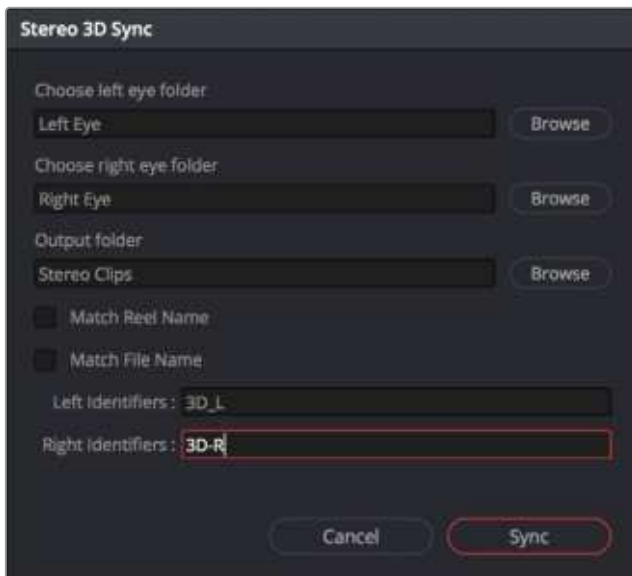 Stereo 3D Sync
Choose left eye folder
Left Eye Browse
Choose right eye folder
Right Eye Browse
Output folder
Stereo Clips Browse
Match Reel Name
Match File Name
Left Identifiers : 3D_L
Right Identifiers : 3D-R
Cancel Sync